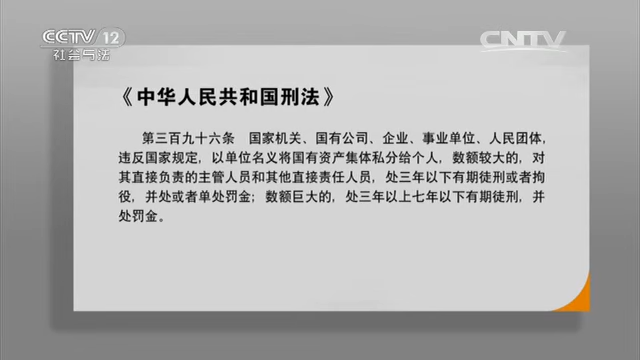 CCTV 12
社会与法
CNTV
《中华人民共和国刑法》
第三百九十六条 国家机关、国有公司、企业、事业单位、人民团体，
违反国家规定，以单位名义将国有资产集体私分给个人，数额较大的，对
其直接负责的主管人员和其他直接责任人员，处三年以下有期徒刑或者拘
役，并处或者单处罚金；数额巨大的，处三年以上七年以下有期徒刑，并
处罚金。